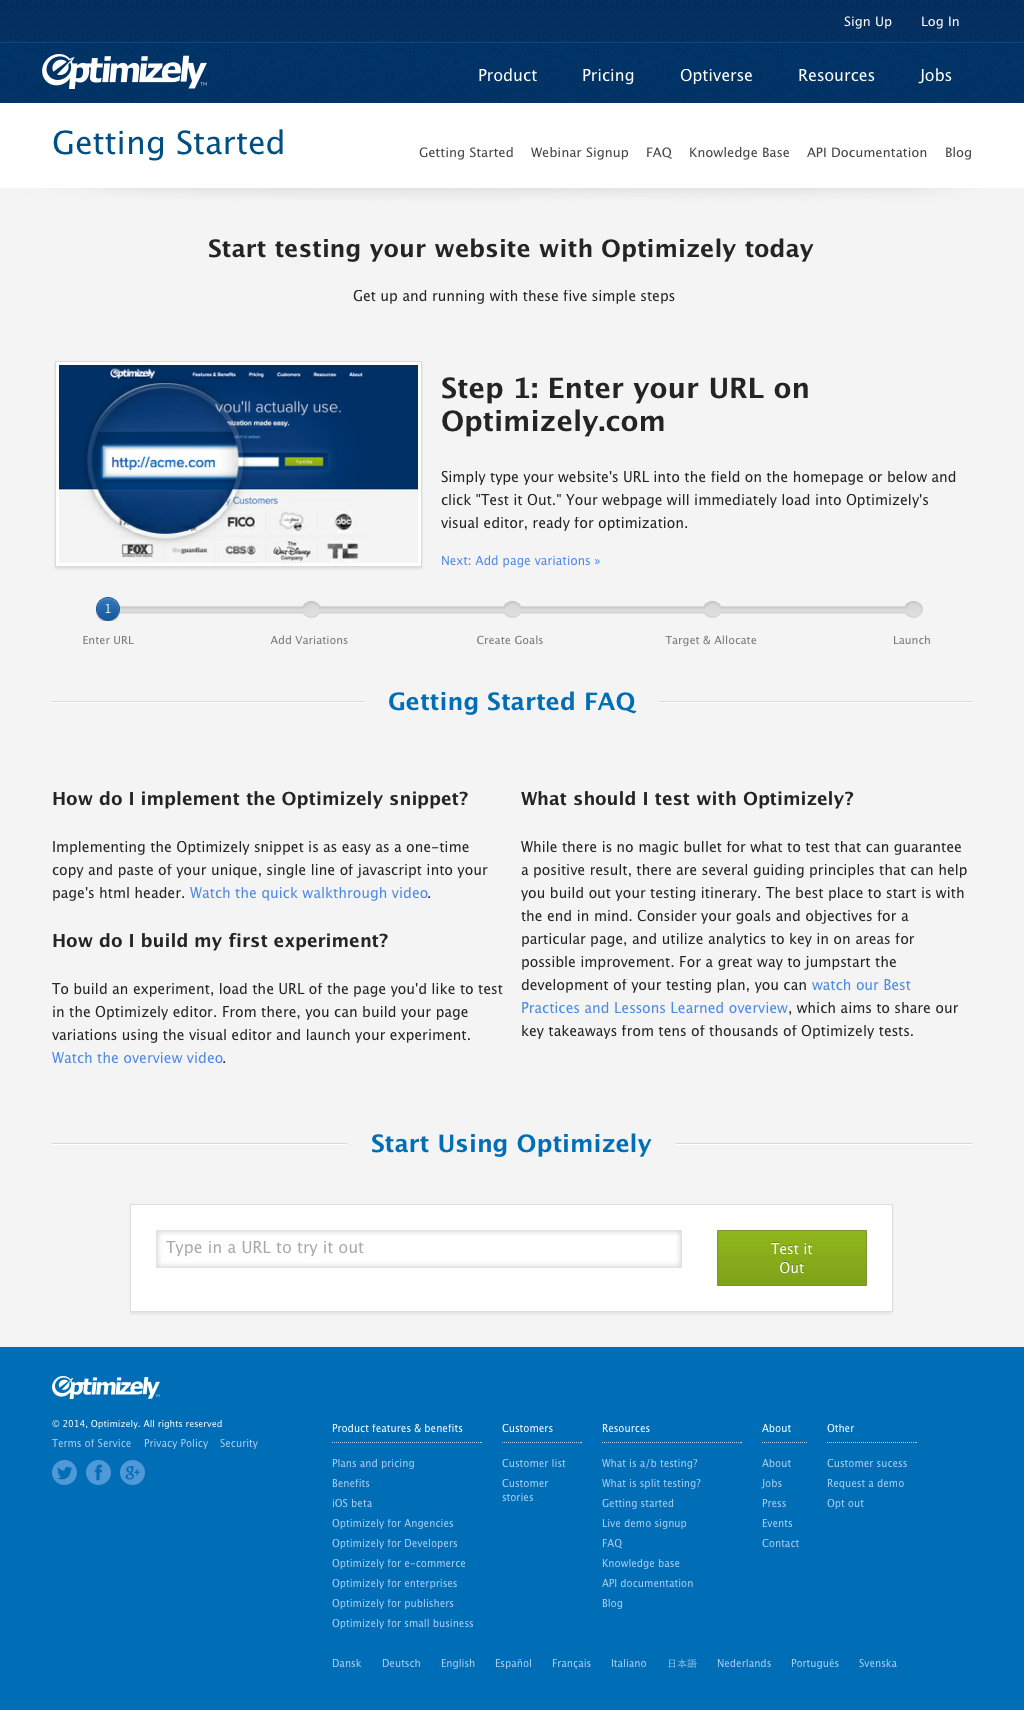 Sign Up Log In
Optimizely
Product Pricing Optiverse Resources Jobs
Getting Started
Getting Started Webinar Signup FAQ Knowledge Base API Documentation Blog
Start testing your website with Optimizely today
Get up and running with these five simple steps
Optimizely Features & Benefits Pricing Customers Resources About
you'll actually use.
ization made easy.
http://acme.com
Customers
FICO abc
FOX theguardian CBS The Walt Disney Company TC
Step 1: Enter your URL on
Optimizely.com
Simply type your website's URL into the field on the homepage or below and
click "Test it Out." Your webpage will immediately load into Optimizely's
visual editor, ready for optimization.
Next: Add page variations »
1
Enter URL Add Variations Create Goals Target & Allocate Launch
Getting Started FAQ
How do I implement the Optimizely snippet?
Implementing the Optimizely snippet is as easy as a one-time
copy and paste of your unique, single line of javascript into your
page's html header. Watch the quick walkthrough video.
How do I build my first experiment?
To build an experiment, load the URL of the page you'd like to test
in the Optimizely editor. From there, you can build your page
variations using the visual editor and launch your experiment.
Watch the overview video.
What should I test with Optimizely?
While there is no magic bullet for what to test that can guarantee
a positive result, there are several guiding principles that can help
you build out your testing itinerary. The best place to start is with
the end in mind. Consider your goals and objectives for a
particular page, and utilize analytics to key in on areas for
possible improvement. For a great way to jumpstart the
development of your testing plan, you can watch our Best
Practices and Lessons Learned overview, which aims to share our
key takeaways from tens of thousands of Optimizely tests.
Start Using Optimizely
Type in a URL to try it out
Test it
Out
Optimizely
© 2014, Optimizely. All rights reserved
Terms of Service Privacy Policy Security
Product features & benefits
Plans and pricing
Benefits
iOS beta
Optimizely for Angencies
Optimizely for Developers
Optimizely for e-commerce
Optimizely for enterprises
Optimizely for publishers
Optimizely for small business
Customers
Customer list
Customer
stories
Resources
What is a/b testing?
What is split testing?
Getting started
Live demo signup
FAQ
Knowledge base
API documentation
Blog
About
About
Jobs
Press
Events
Contact
Other
Customer sucess
Request a demo
Opt out
Dansk Deutsch English Español Français Italiano 日本語 Nederlands Português Svenska